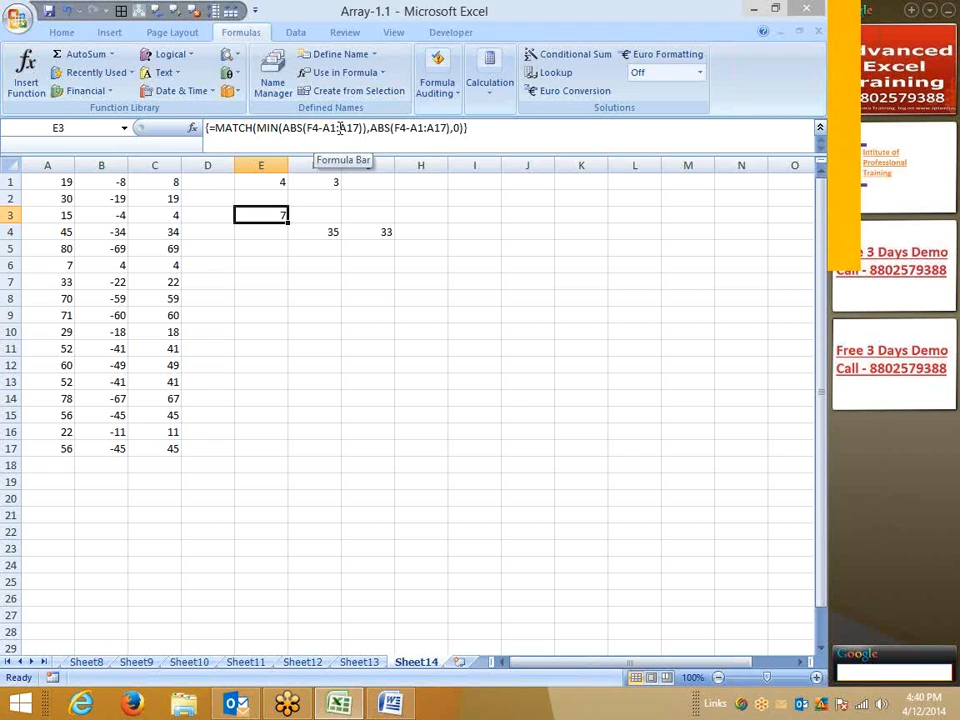 Array-1.1 - Microsoft Excel
Home Insert Page Layout Formulas Data Review View Developer
fx Insert Function
Σ AutoSum
Recently Used
Financial
Logical
Text
Date & Time
Function Library
Name Manager
Define Name
Use in Formula
Create from Selection
Defined Names
Formula Auditing
Calculation
Conditional Sum
Lookup
Euro Conversion
Euro Formatting
Off
Solutions
E3 fx {=MATCH(MIN(ABS(F4-A1:A17)),ABS(F4-A1:A17),0)}
Formula Bar
A B C D E H I J K L M N O
1 19 -8 8 4 3
2 30 -19 19
3 15 -4 4 7
4 45 -34 34 35 33
5 80 -69 69
6 7 4 4
7 33 -22 22
8 70 -59 59
9 71 -60 60
10 29 -18 18
11 52 -41 41
12 60 -49 49
13 52 -41 41
14 78 -67 67
15 56 -45 45
16 22 -11 11
17 56 -45 45
18
19
20
21
22
23
24
25
26
27
28
29
Sheet8 Sheet9 Sheet10 Sheet11 Sheet12 Sheet13 Sheet14
Ready 100%
Links
4:40 PM
4/12/2014
dvanced
Excel
Training
8802579388
Intitute of
Professional
Training
e 3 Days Demo
Call - 8802579388
Free 3 Days Demo
Call - 8802579388
Google